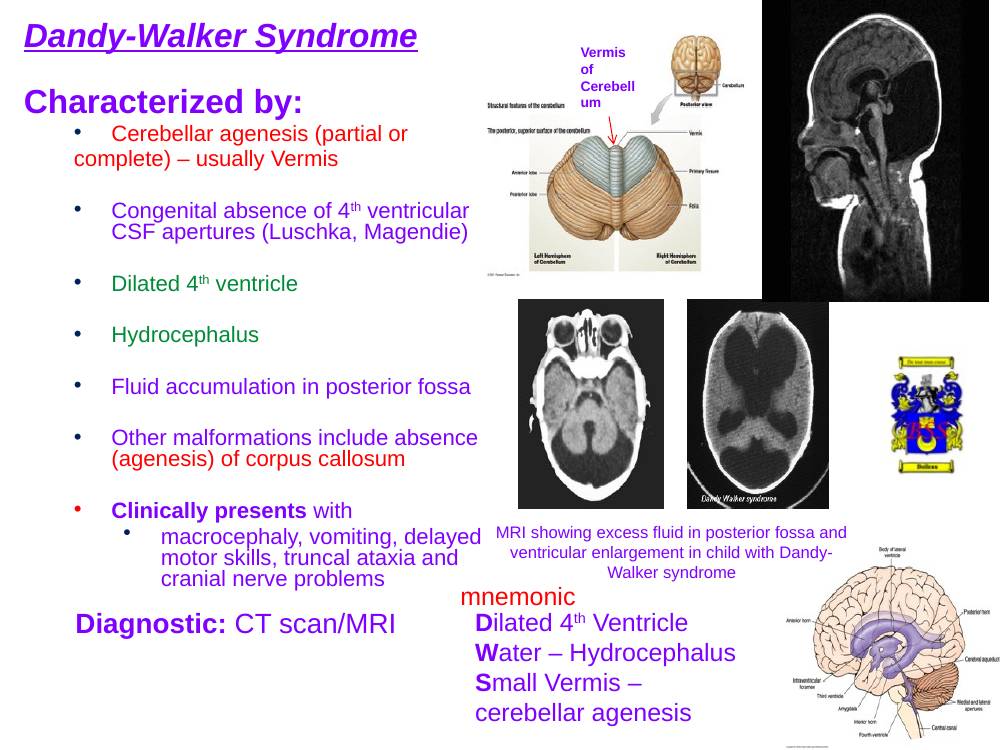 Dandy-Walker Syndrome
Characterized by:
• Cerebellar agenesis (partial or
complete) – usually Vermis
• Congenital absence of 4th ventricular
CSF apertures (Luschka, Magendie)
• Dilated 4th ventricle
• Hydrocephalus
• Fluid accumulation in posterior fossa
• Other malformations include absence
(agenesis) of corpus callosum
• Clinically presents with
• macrocephaly, vomiting, delayed
motor skills, truncal ataxia and
cranial nerve problems
Diagnostic: CT scan/MRI
Vermis
of
Cerebell
um
Cerebellum
Posterior view
Structural features of the cerebellum
The posterior, superior surface of the cerebellum
Vermis
Anterior lobe
Primary fissure
Posterior lobe
Folia
Left Hemisphere
of Cerebellum
Right Hemisphere
of Cerebellum
Dandy Walker syndrome
MRI showing excess fluid in posterior fossa and
ventricular enlargement in child with Dandy-
Walker syndrome
mnemonic
Dilated 4th Ventricle
Water – Hydrocephalus
Small Vermis –
cerebellar agenesis
Body of lateral
ventricle
Anterior horn
Posterior horn
Cerebral aqueduct
Intraventricular
foramen
Third ventricle
Amygdala
Inferior horn
Fourth ventricle
Medial and lateral
apertures
Central canal